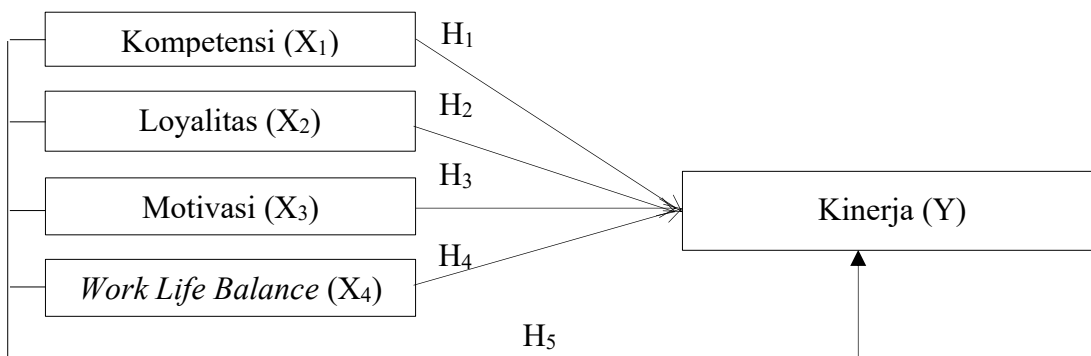 Kompetensi (X₁)
H₁
Loyalitas (X₂)
H₂
Motivasi (X₃)
H₃
Kinerja (Y)
Work Life Balance (X₄)
H₄
H₅